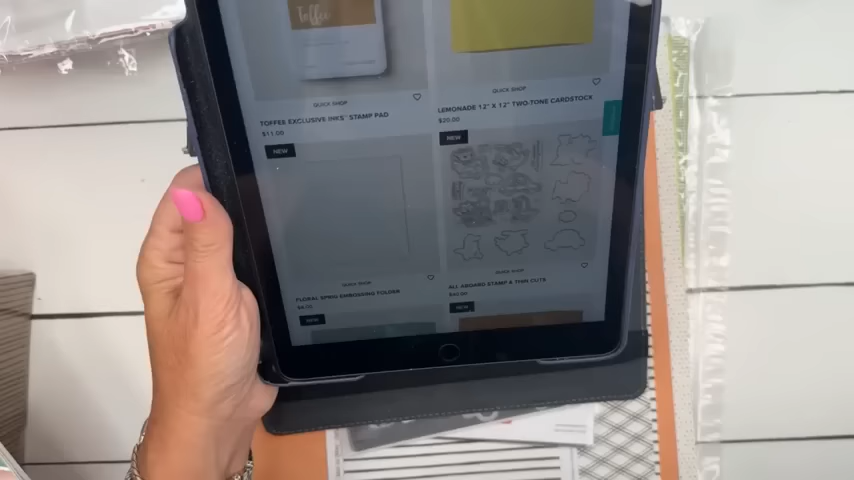 Toffee
QUICK SHOP
TOFFEE EXCLUSIVE INKS™ STAMP PAD
$11.00
QUICK SHOP
LEMONADE 12" X 12" TWO-TONE CARDSTOCK
$20.00
NEW
QUICK SHOP
FLORAL SPRIG EMBOSSING FOLDER
NEW
QUICK SHOP
ALL ABOARD STAMP & THIN CUTS
NEW
NEW